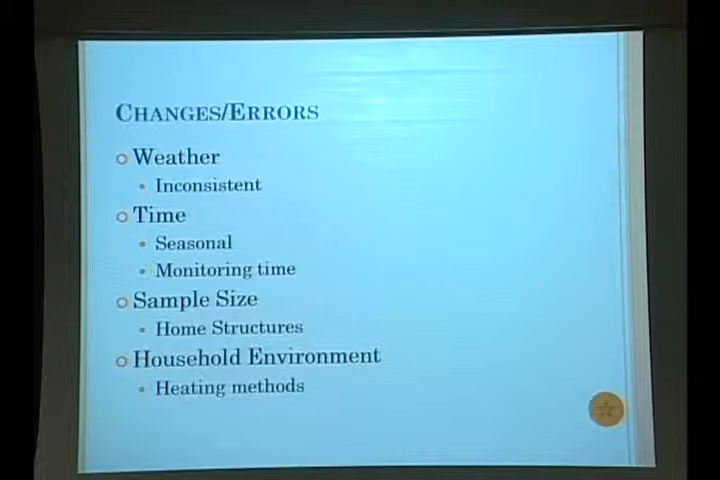 CHANGES/ERRORS
Weather
Inconsistent
Time
Seasonal
Monitoring time
Sample Size
Home Structures
Household Environment
Heating methods